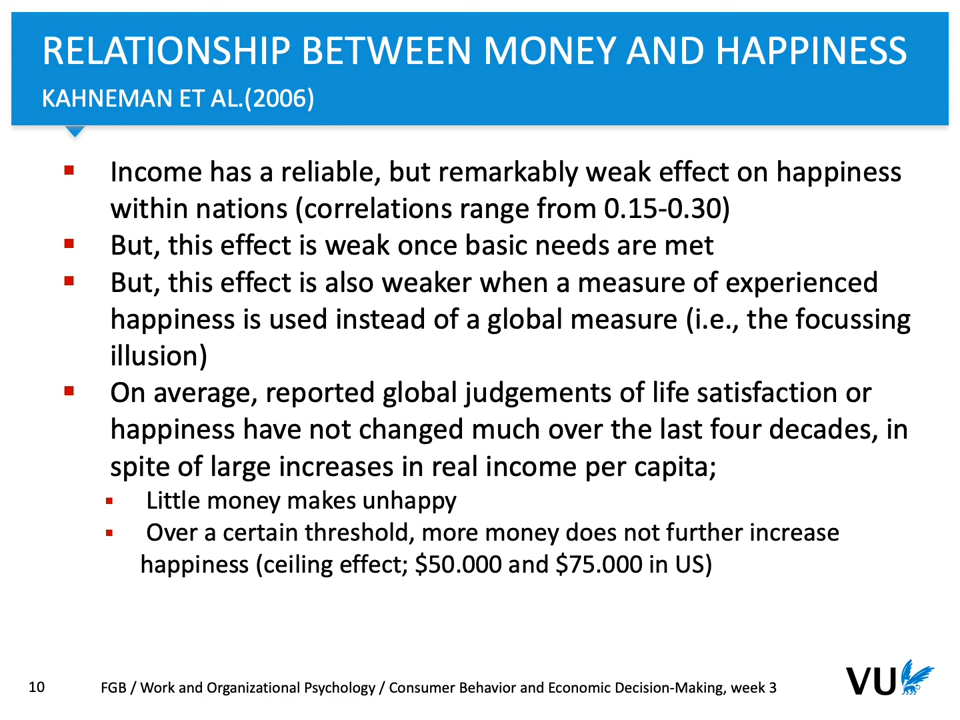 RELATIONSHIP BETWEEN MONEY AND HAPPINESS
KAHNEMAN ET AL.(2006)
▪ Income has a reliable, but remarkably weak effect on happiness
within nations (correlations range from 0.15-0.30)
▪ But, this effect is weak once basic needs are met
▪ But, this effect is also weaker when a measure of experienced
happiness is used instead of a global measure (i.e., the focussing
illusion)
▪ On average, reported global judgements of life satisfaction or
happiness have not changed much over the last four decades, in
spite of large increases in real income per capita;
▪ Little money makes unhappy
▪ Over a certain threshold, more money does not further increase
happiness (ceiling effect; $50.000 and $75.000 in US)
10 FGB / Work and Organizational Psychology / Consumer Behavior and Economic Decision-Making, week 3
VU